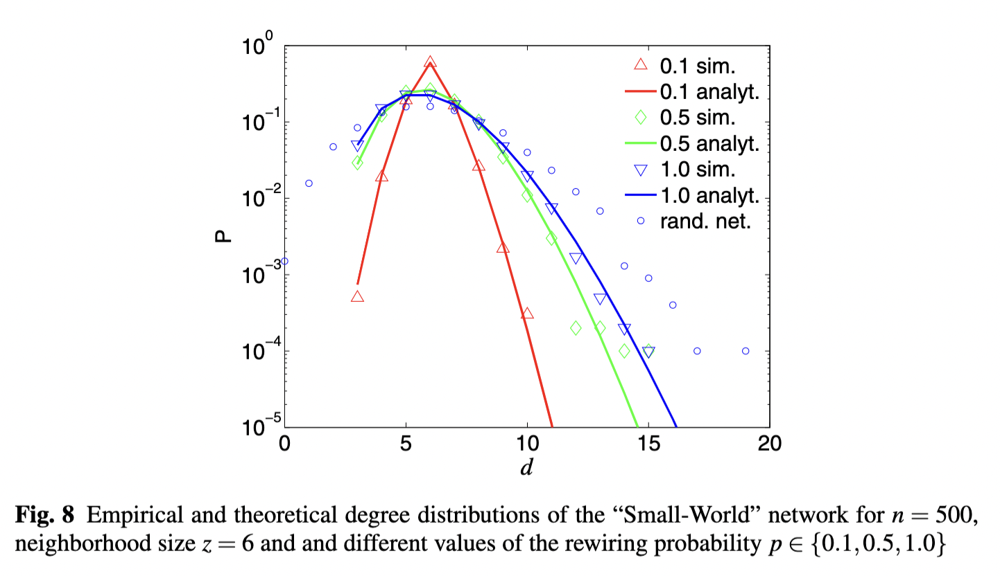 10^0
10^−1
10^−2
10^−3
10^−4
10^−5
P
0 5 10 15 20
d
0.1 sim.
0.1 analyt.
0.5 sim.
0.5 analyt.
1.0 sim.
1.0 analyt.
rand. net.
Fig. 8 Empirical and theoretical degree distributions of the “Small-World” network for n = 500,
neighborhood size z = 6 and and different values of the rewiring probability p ∈ {0.1,0.5,1.0}